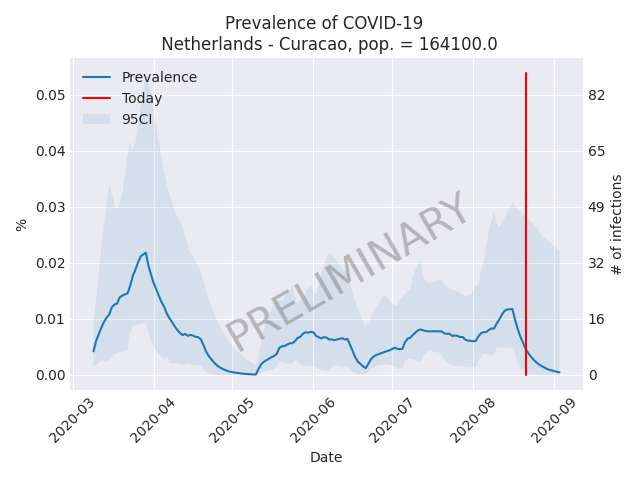 Prevalence of COVID-19
Netherlands - Curacao, pop. = 164100.0
Prevalence
Today
95CI
PRELIMINARY
%
0.05
0.04
0.03
0.02
0.01
0.00
82
65
49
32
16
0
# of infections
2020-03
2020-04
2020-05
2020-06
2020-07
2020-08
2020-09
Date